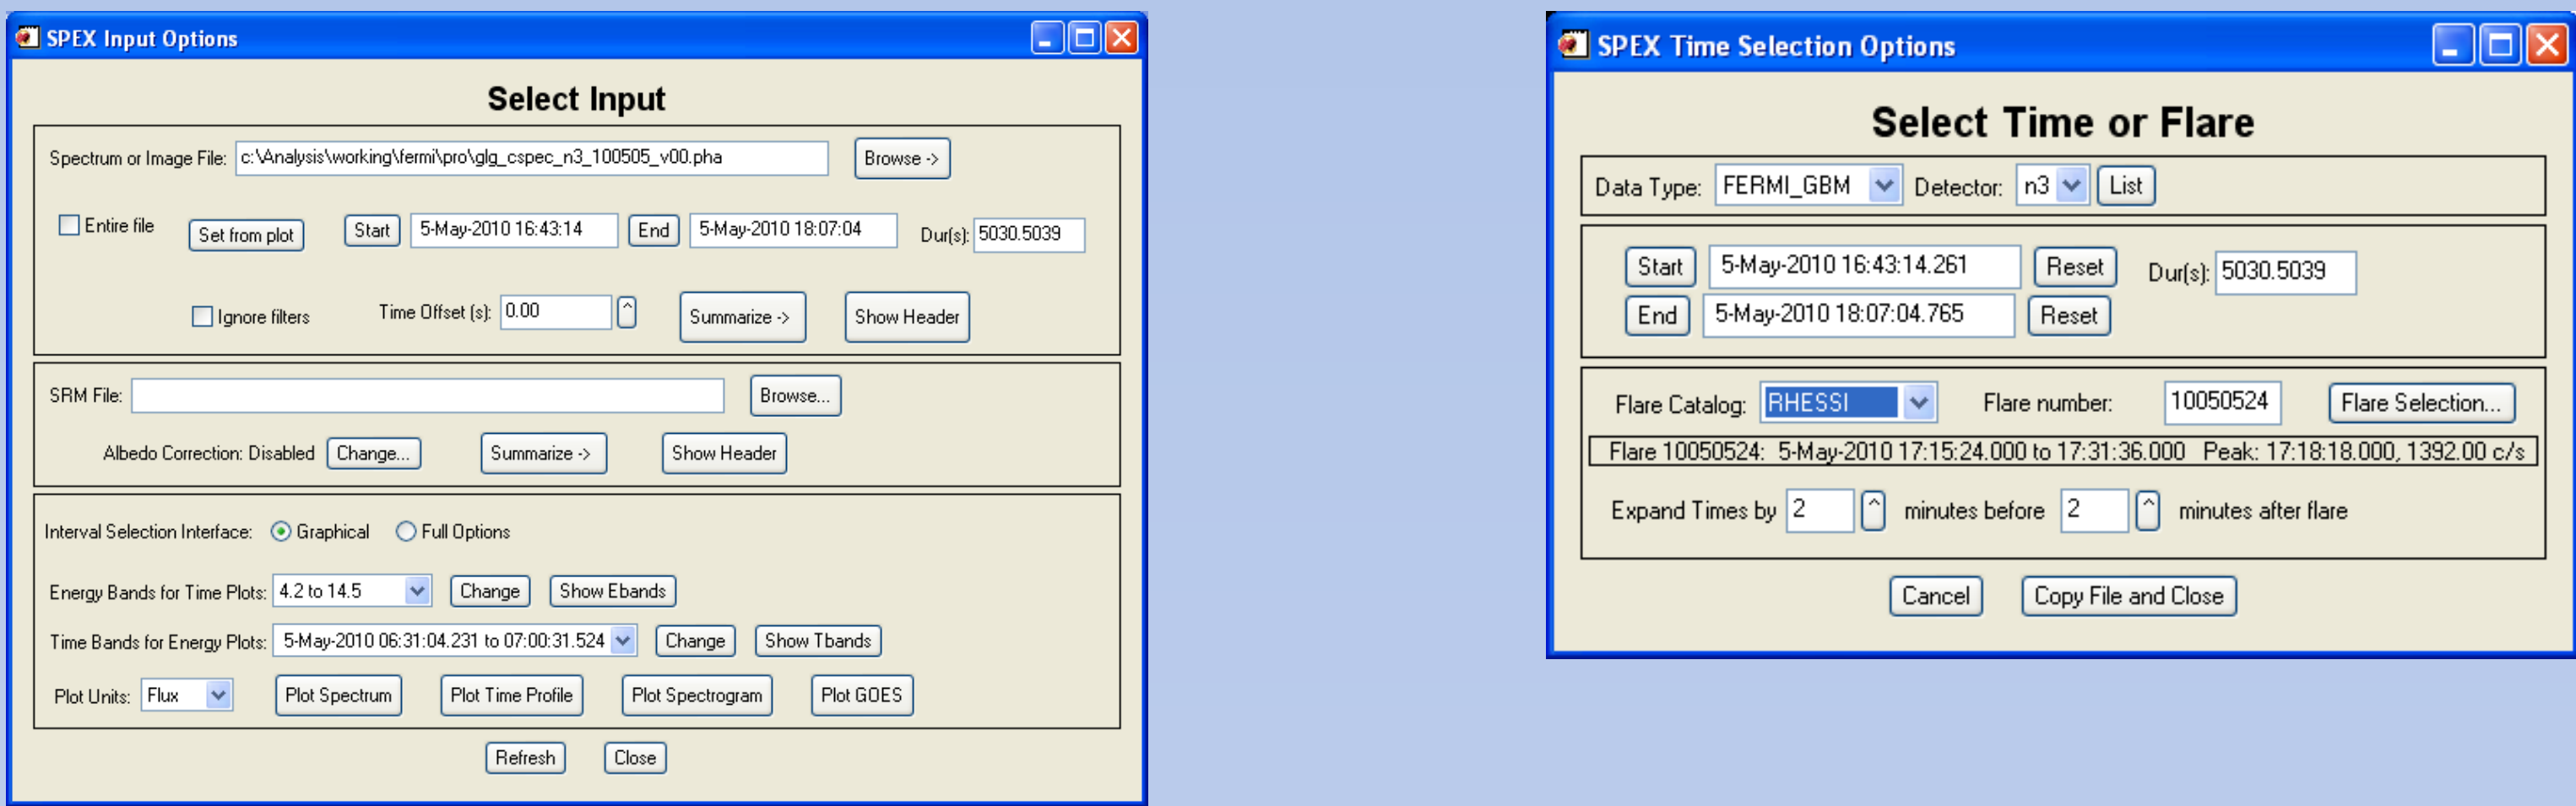 SPEX Input Options
Select Input
Spectrum or Image File: c:\Analysis\working\fermi\pro\glg_cspec_n3_100505_v00.pha Browse ->
Entire file Set from plot Start 5-May-2010 16:43:14 End 5-May-2010 18:07:04 Dur(s): 5030.5039
Ignore filters Time Offset (s): 0.00 ^ Summarize -> Show Header
SRM File: Browse...
Albedo Correction: Disabled Change... Summarize -> Show Header
Interval Selection Interface: Graphical Full Options
Energy Bands for Time Plots: 4.2 to 14.5 Change Show Ebands
Time Bands for Energy Plots: 5-May-2010 06:31:04.231 to 07:00:31.524 Change Show Tbands
Plot Units: Flux Plot Spectrum Plot Time Profile Plot Spectrogram Plot GOES
Refresh Close
SPEX Time Selection Options
Select Time or Flare
Data Type: FERMI_GBM Detector: n3 List
Start 5-May-2010 16:43:14.261 Reset Dur(s): 5030.5039
End 5-May-2010 18:07:04.765 Reset
Flare Catalog: RHESSI Flare number: 10050524 Flare Selection...
Flare 10050524: 5-May-2010 17:15:24.000 to 17:31:36.000 Peak: 17:18:18.000, 1392.00 c/s
Expand Times by 2 ^ minutes before 2 ^ minutes after flare
Cancel Copy File and Close